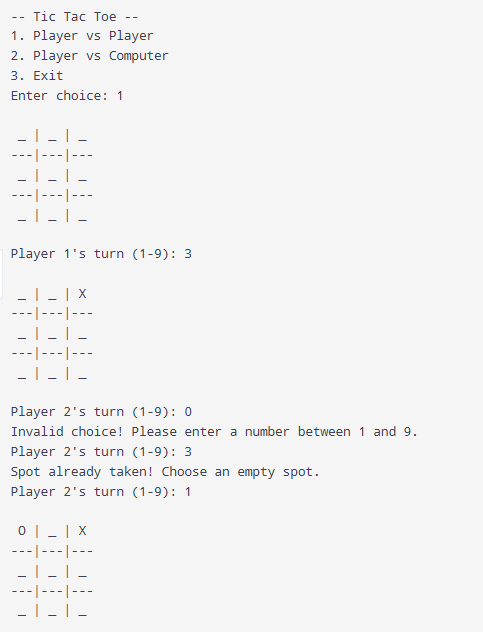 -- Tic Tac Toe --
1. Player vs Player
2. Player vs Computer
3. Exit
Enter choice: 1

 _ | _ | _
---|---|---
 _ | _ | _
---|---|---
 _ | _ | _

Player 1's turn (1-9): 3

 _ | _ | X
---|---|---
 _ | _ | _
---|---|---
 _ | _ | _

Player 2's turn (1-9): 0
Invalid choice! Please enter a number between 1 and 9.
Player 2's turn (1-9): 3
Spot already taken! Choose an empty spot.
Player 2's turn (1-9): 1

 O | _ | X
---|---|---
 _ | _ | _
---|---|---
 _ | _ | _